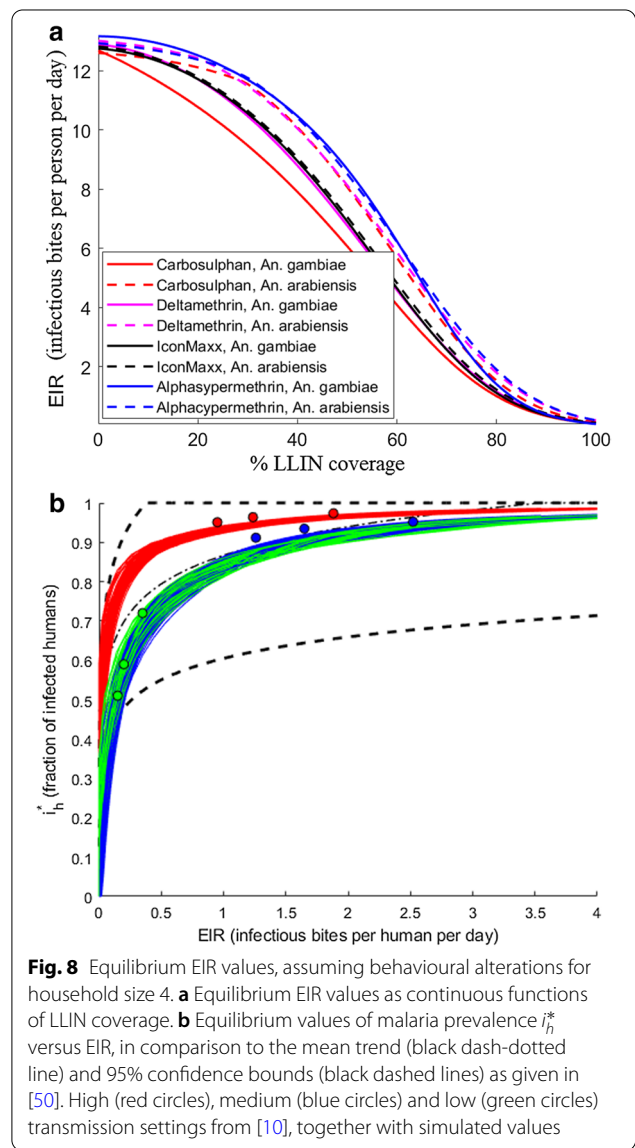 a
EIR (infectious bites per person per day)
12
10
8
6
4
2
Carbosulphan, An. gambiae
Carbosulphan, An. arabiensis
Deltamethrin, An. gambiae
Deltamethrin, An. arabiensis
IconMaxx, An. gambiae
IconMaxx, An. arabiensis
Alphasypermethrin, An. gambiae
Alphacypermethrin, An. arabiensis
0 20 40 60 80 100
% LLIN coverage
b
i*h (fraction of infected humans)
1
0.9
0.8
0.7
0.6
0.5
0.4
0.3
0.2
0.1
0
0 0.5 1 1.5 2 2.5 3 3.5 4
EIR (infectious bites per human per day)
Fig. 8 Equilibrium EIR values, assuming behavioural alterations for
household size 4. a Equilibrium EIR values as continuous functions
of LLIN coverage. b Equilibrium values of malaria prevalence i*h
versus EIR, in comparison to the mean trend (black dash-dotted
line) and 95% confidence bounds (black dashed lines) as given in
[50]. High (red circles), medium (blue circles) and low (green circles)
transmission settings from [10], together with simulated values